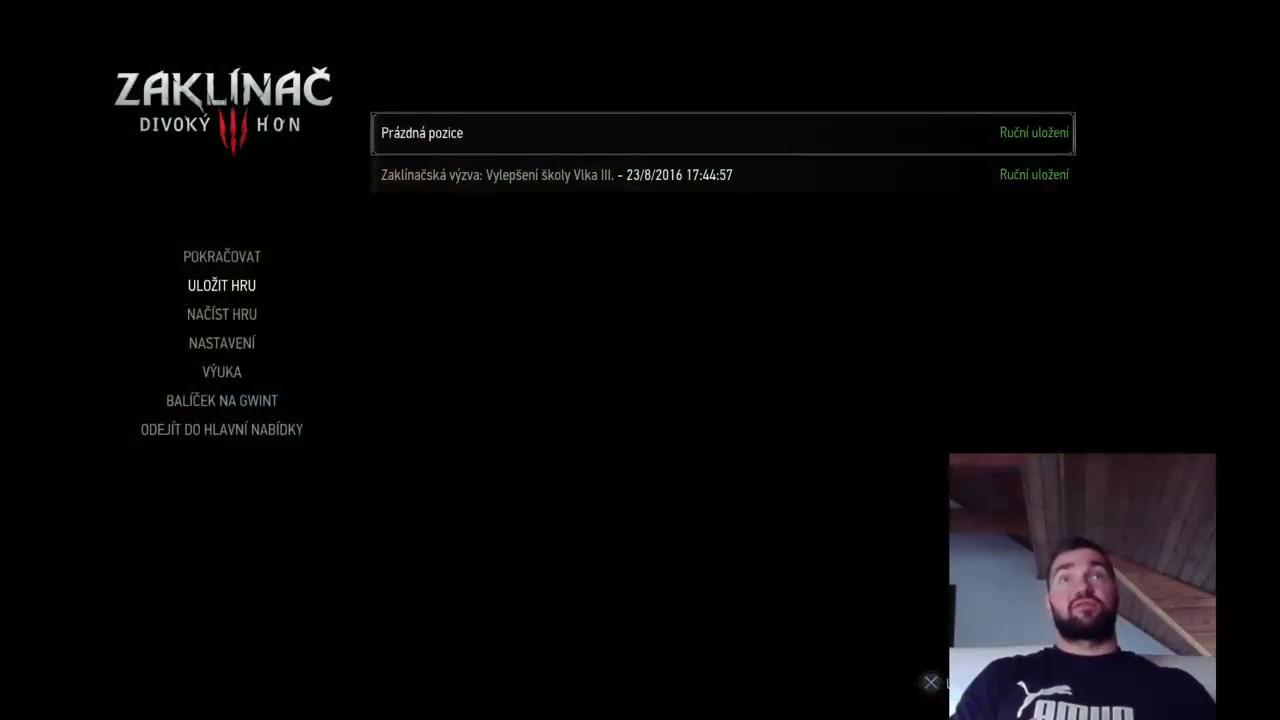 ZAKLÍNAČ
DIVOKÝ III HON
Prázdná pozice Ruční uložení
Zaklínačská výzva: Vylepšení školy Vlka III. - 23/8/2016 17:44:57 Ruční uložení
POKRAČOVAT
ULOŽIT HRU
NAČÍST HRU
NASTAVENÍ
VÝUKA
BALÍČEK NA GWINT
ODEJÍT DO HLAVNÍ NABÍDKY